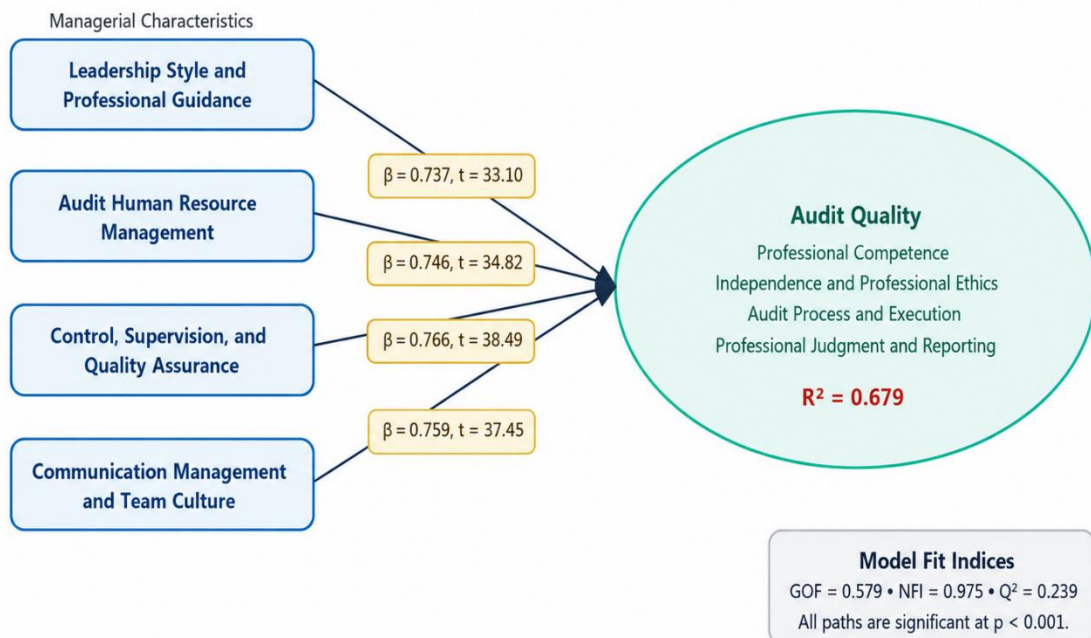 Managerial Characteristics
Leadership Style and
Professional Guidance
Audit Human Resource
Management
Control, Supervision, and
Quality Assurance
Communication Management
and Team Culture
β = 0.737, t = 33.10
β = 0.746, t = 34.82
β = 0.766, t = 38.49
β = 0.759, t = 37.45
Audit Quality
Professional Competence
Independence and Professional Ethics
Audit Process and Execution
Professional Judgment and Reporting
R² = 0.679
Model Fit Indices
GOF = 0.579 • NFI = 0.975 • Q² = 0.239
All paths are significant at p < 0.001.